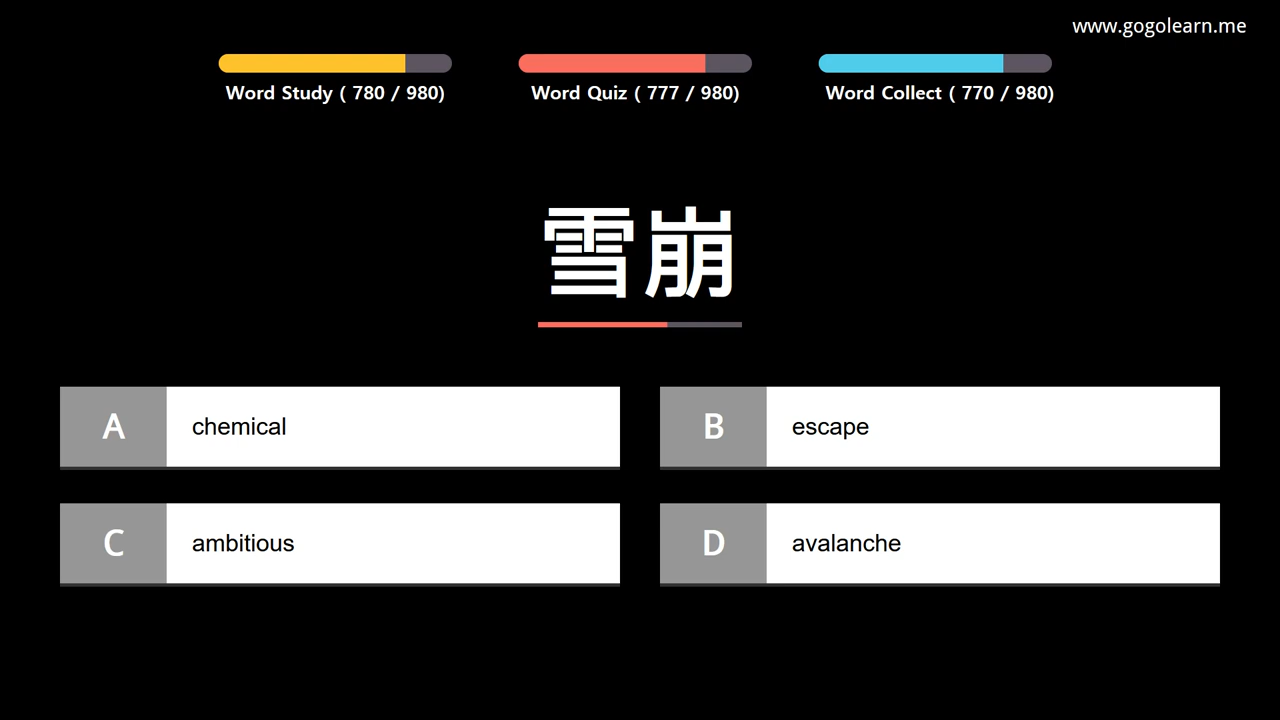 www.gogolearn.me
Word Study ( 780 / 980)
Word Quiz ( 777 / 980)
Word Collect ( 770 / 980)
雪崩
A chemical
B escape
C ambitious
D avalanche